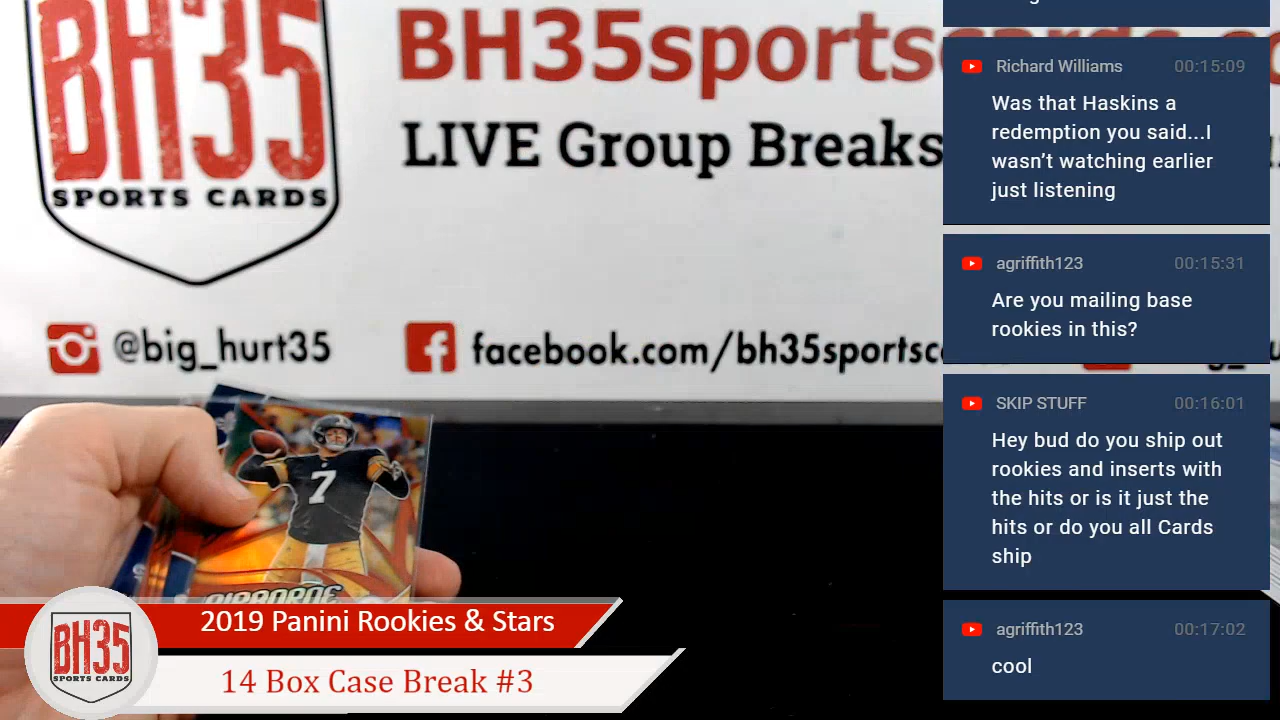 BH35
SPORTS CARDS
BH35sports
LIVE Group Breaks
@big_hurt35
facebook.com/bh35sportsc
7
AIRBORNE
2019 Panini Rookies & Stars
14 Box Case Break #3
BH35
SPORTS CARDS
Richard Williams 00:15:09
Was that Haskins a
redemption you said...I
wasn’t watching earlier
just listening
agriffith123 00:15:31
Are you mailing base
rookies in this?
SKIP STUFF 00:16:01
Hey bud do you ship out
rookies and inserts with
the hits or is it just the
hits or do you all Cards
ship
agriffith123 00:17:02
cool